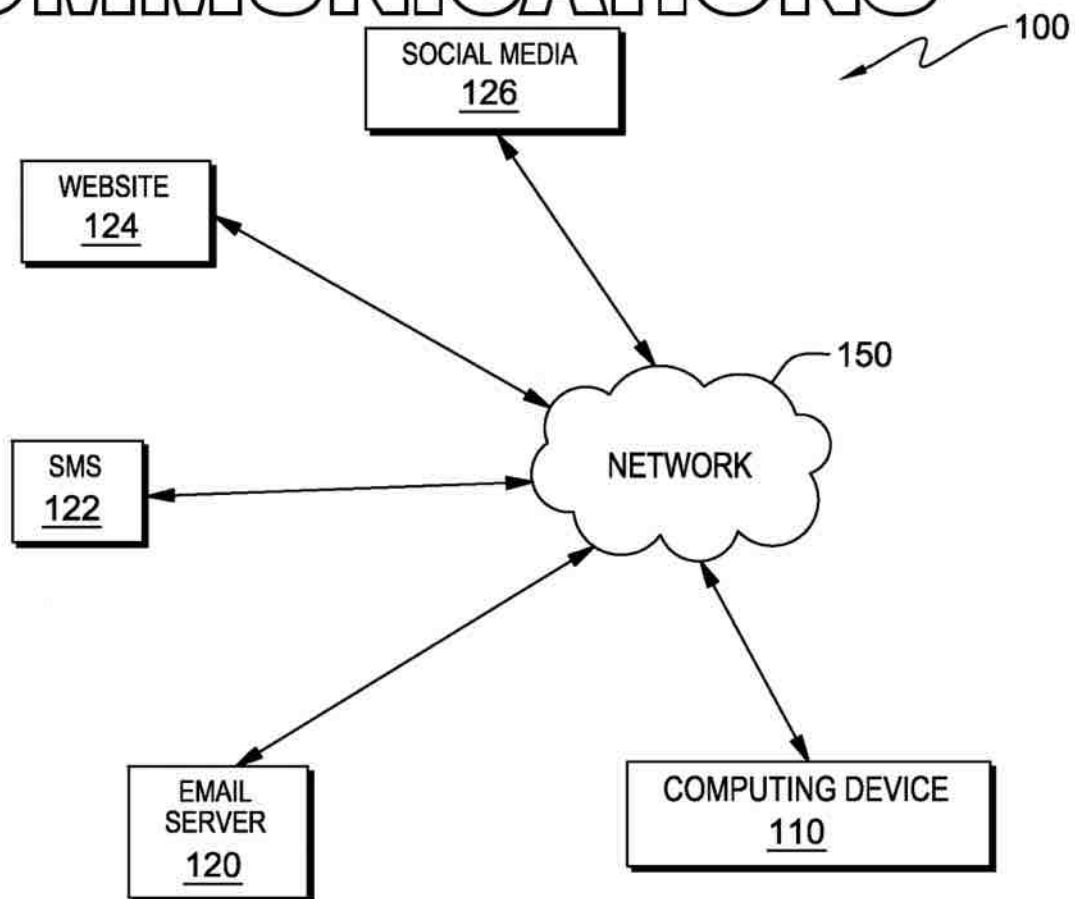 100
SOCIAL MEDIA
126
WEBSITE
124
150
NETWORK
SMS
122
EMAIL
SERVER
120
COMPUTING DEVICE
110